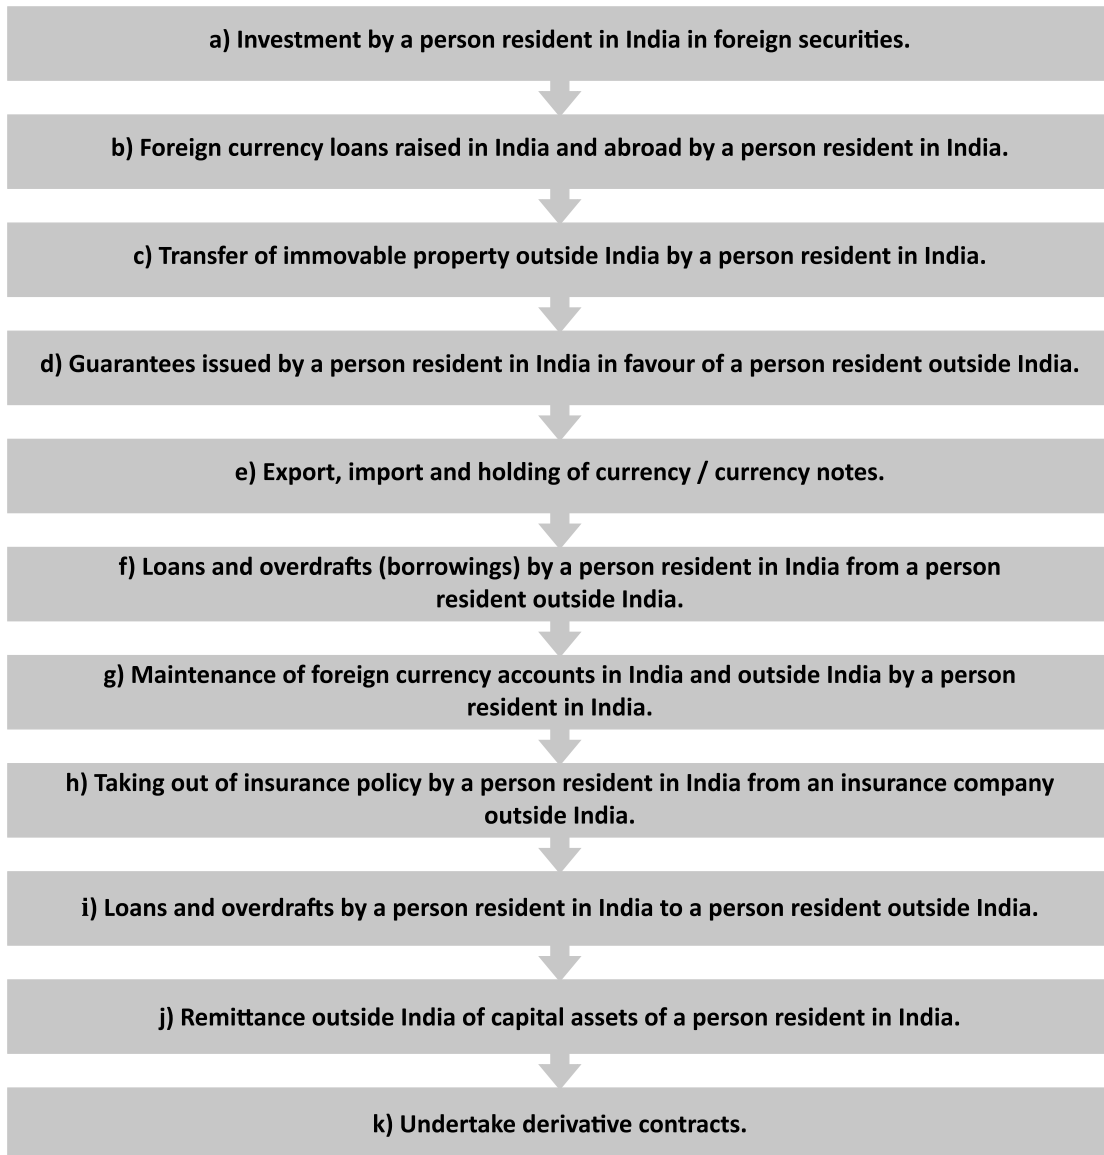 a) Investment by a person resident in India in foreign securities.
b) Foreign currency loans raised in India and abroad by a person resident in India.
c) Transfer of immovable property outside India by a person resident in India.
d) Guarantees issued by a person resident in India in favour of a person resident outside India.
e) Export, import and holding of currency / currency notes.
f) Loans and overdrafts (borrowings) by a person resident in India from a person
resident outside India.
g) Maintenance of foreign currency accounts in India and outside India by a person
resident in India.
h) Taking out of insurance policy by a person resident in India from an insurance company
outside India.
i) Loans and overdrafts by a person resident in India to a person resident outside India.
j) Remittance outside India of capital assets of a person resident in India.
k) Undertake derivative contracts.